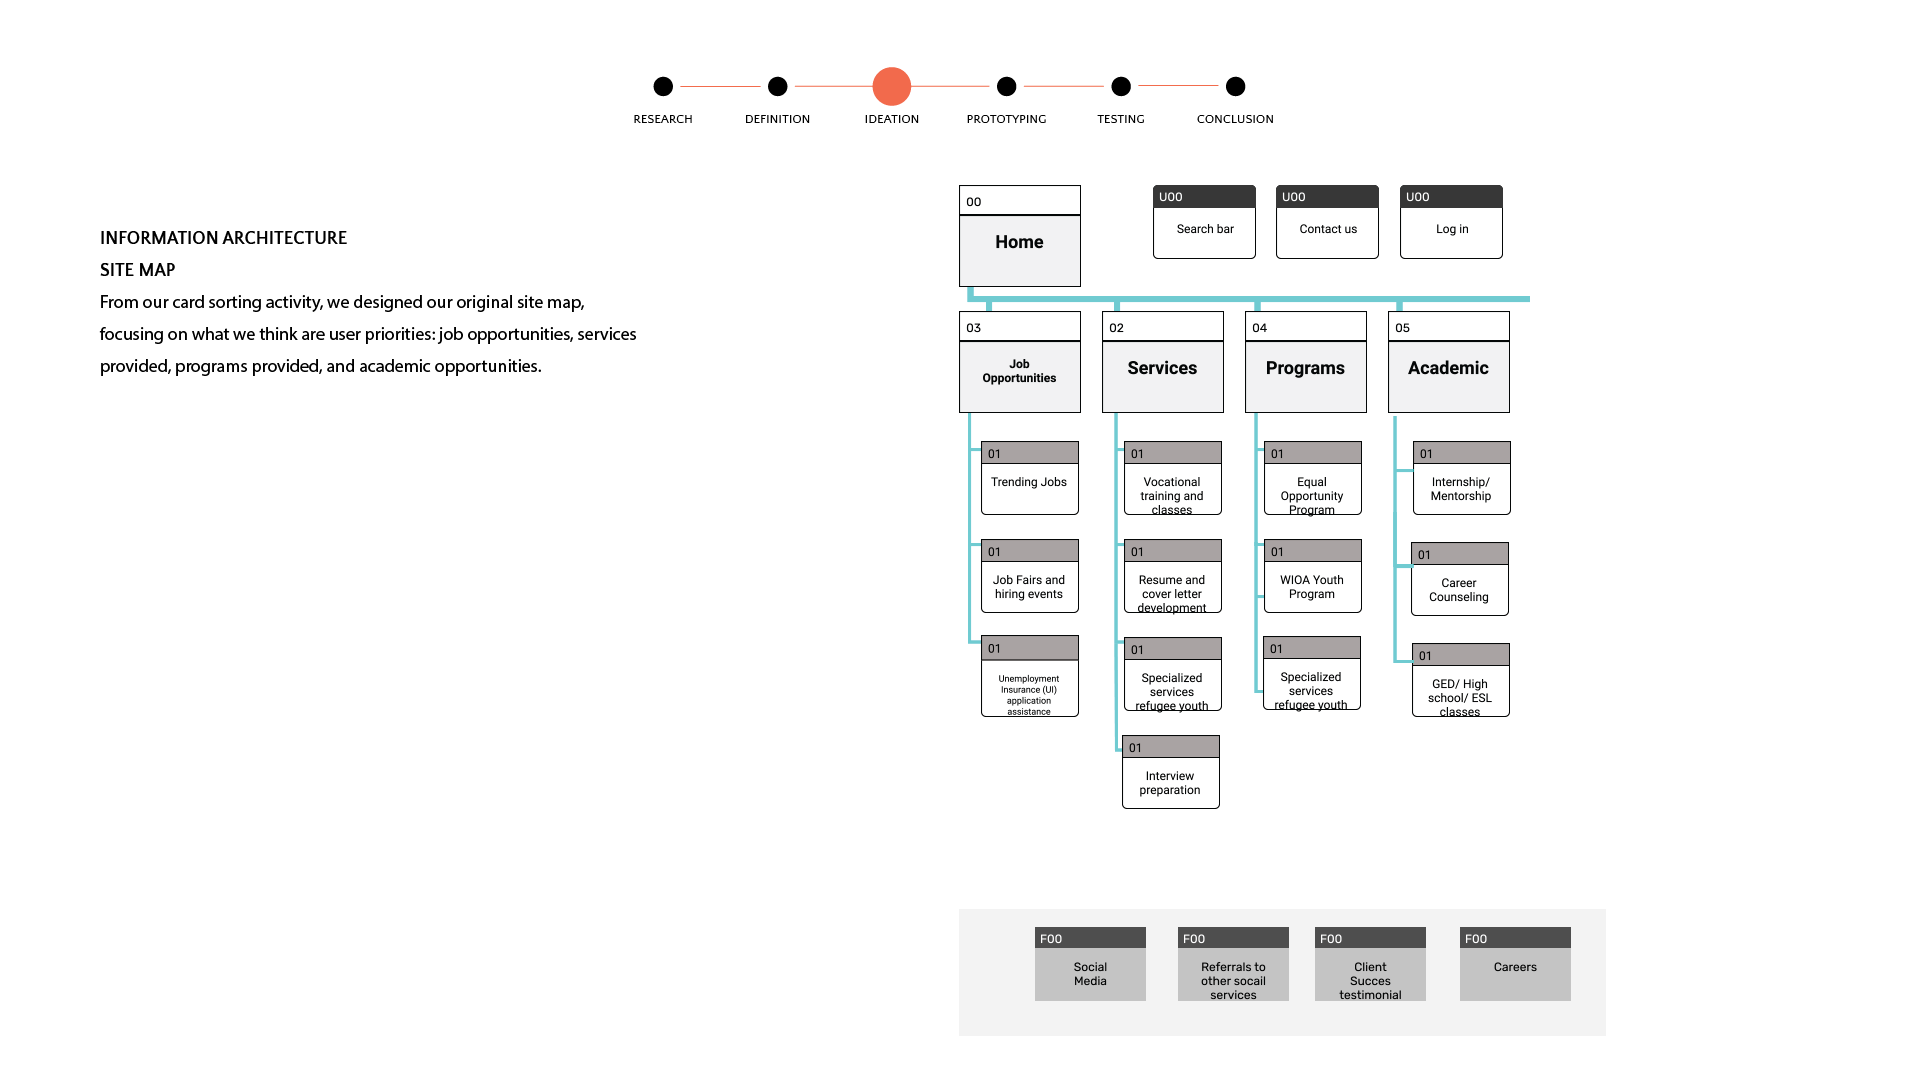 RESEARCH
DEFINITION
IDEATION
PROTOTYPING
TESTING
CONCLUSION
INFORMATION ARCHITECTURE
SITE MAP
From our card sorting activity, we designed our original site map,
focusing on what we think are user priorities: job opportunities, services
provided, programs provided, and academic opportunities.
00
Home
U00
Search bar
U00
Contact us
U00
Log in
03
Job
Opportunities
02
Services
04
Programs
05
Academic
01
Trending Jobs
01
Job Fairs and
hiring events
01
Unemployment
Insurance (UI)
application
assistance
01
Vocational
training and
classes
01
Resume and
cover letter
development
01
Specialized
services
refugee youth
01
Interview
preparation
01
Equal
Opportunity
Program
01
WIOA Youth
Program
01
Specialized
services
refugee youth
01
Internship/
Mentorship
01
Career
Counseling
01
GED/ High
school/ ESL
classes
F00
Social
Media
F00
Referrals to
other socail
services
F00
Client
Succes
testimonial
F00
Careers